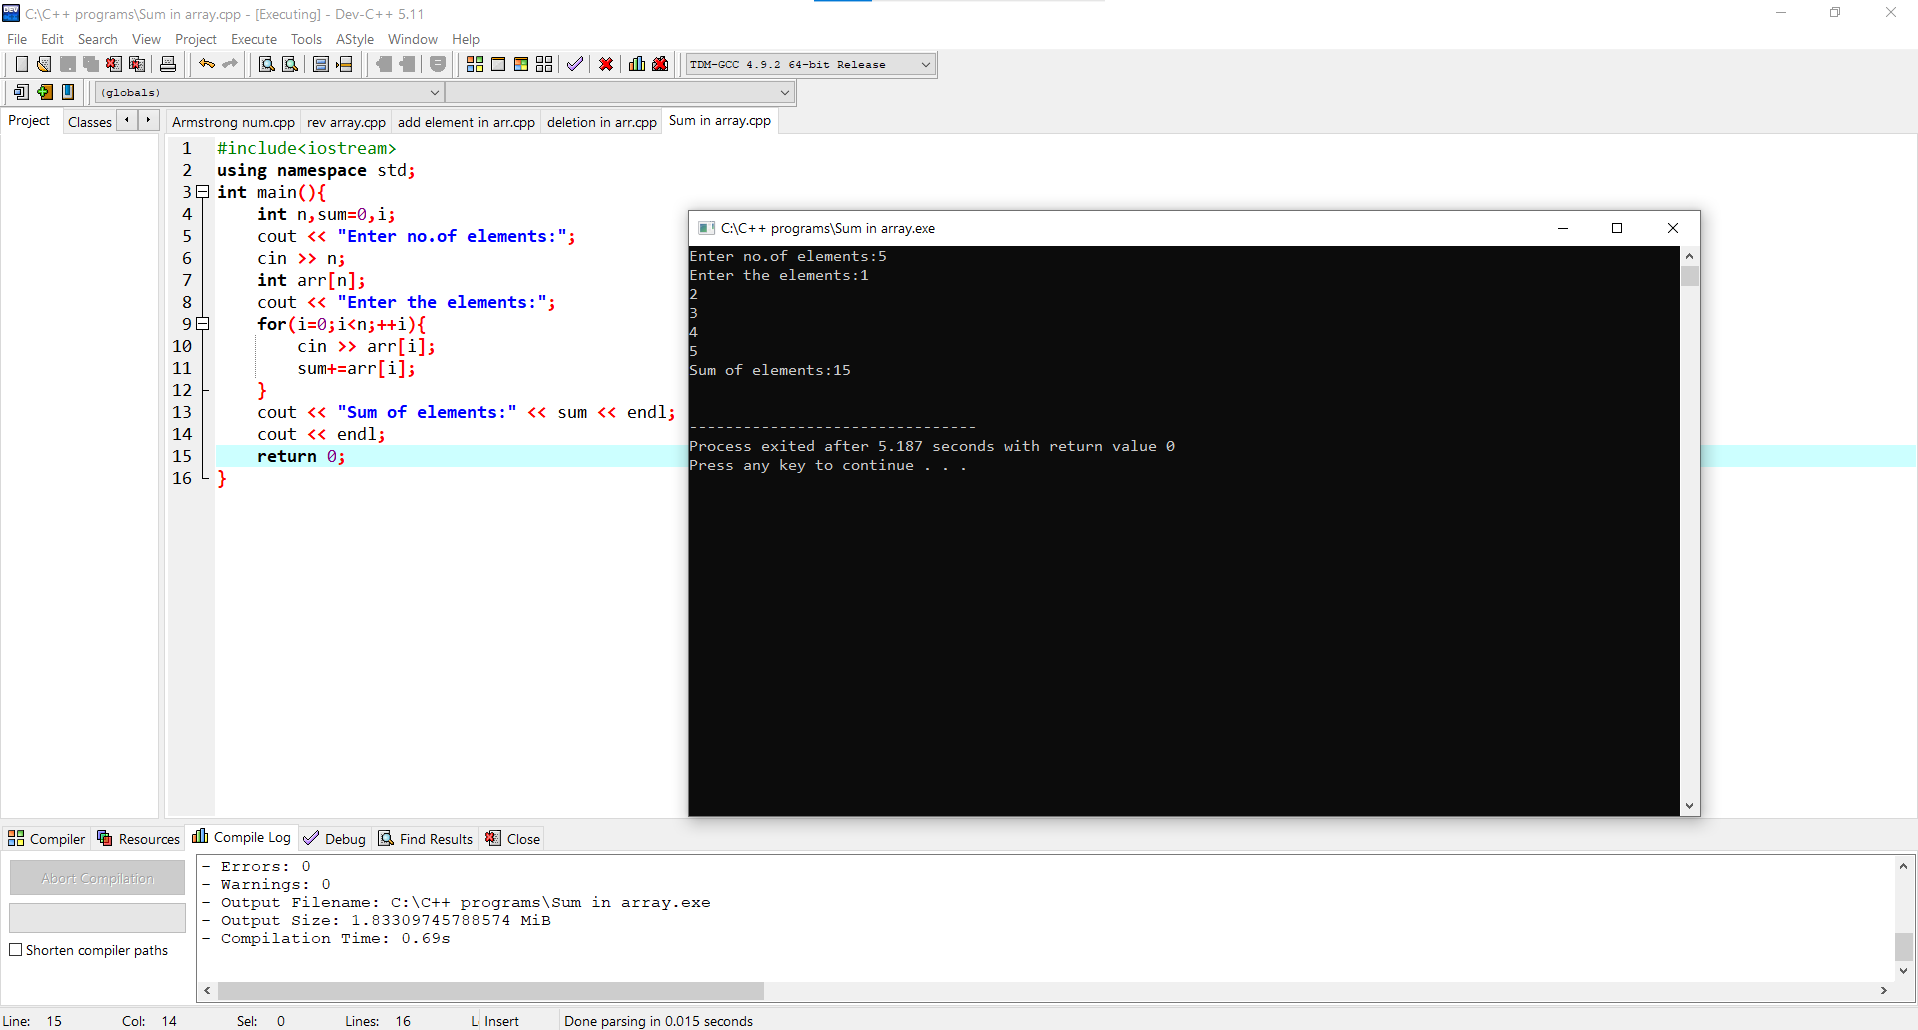 C:\C++ programs\Sum in array.cpp - [Executing] - Dev-C++ 5.11
File Edit Search View Project Execute Tools AStyle Window Help
TDM-GCC 4.9.2 64-bit Release
(globals)
Project Classes Armstrong num.cpp rev array.cpp add element in arr.cpp deletion in arr.cpp Sum in array.cpp
1 #include<iostream>
2 using namespace std;
3 int main(){
4 int n,sum=0,i;
5 cout << "Enter no.of elements:";
6 cin >> n;
7 int arr[n];
8 cout << "Enter the elements:";
9 for(i=0;i<n;++i){
10 cin >> arr[i];
11 sum+=arr[i];
12 }
13 cout << "Sum of elements:" << sum << endl;
14 cout << endl;
15 return 0;
16 }
C:\C++ programs\Sum in array.exe
Enter no.of elements:5
Enter the elements:1
2
3
4
5
Sum of elements:15
--------------------------------
Process exited after 5.187 seconds with return value 0
Press any key to continue . . .
Compiler Resources Compile Log Debug Find Results Close
Abort Compilation
Shorten compiler paths
- Errors: 0
- Warnings: 0
- Output Filename: C:\C++ programs\Sum in array.exe
- Output Size: 1.83309745788574 MiB
- Compilation Time: 0.69s
Line: 15 Col: 14 Sel: 0 Lines: 16 Insert Done parsing in 0.015 seconds